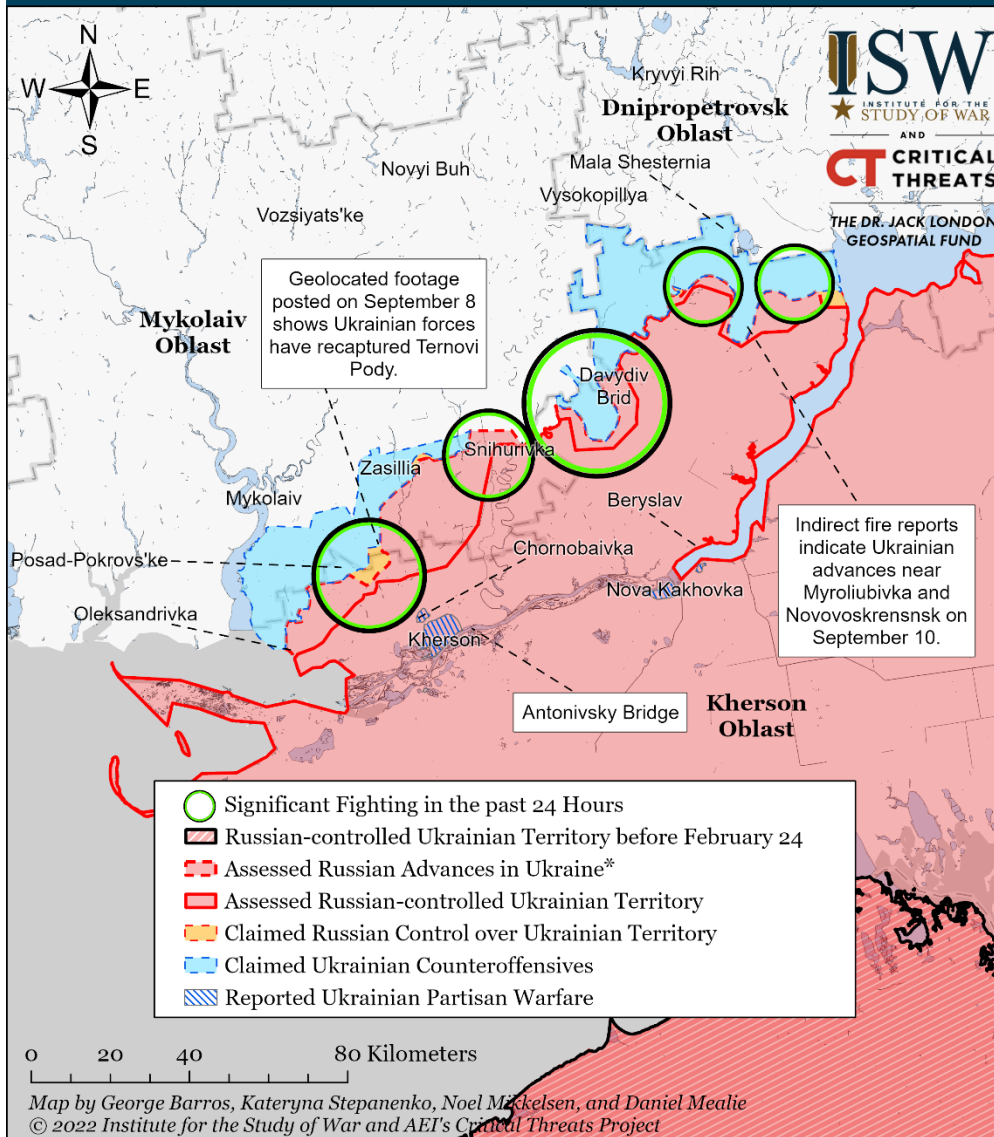 N
W
E
S
ISW
INSTITUTE FOR THE
STUDY OF WAR
AND
CT CRITICAL
THREATS
THE DR. JACK LONDON
GEOSPATIAL FUND
Kryvyi Rih
Dnipropetrovsk
Oblast
Mala Shesternia
Novyi Buh
Vysokopillya
Vozsiyats'ke
Geolocated footage
posted on September 8
shows Ukrainian forces
have recaptured Ternovi
Pody.
Mykolaiv
Oblast
Davydiv
Brid
Snihurivka
Zasillia
Mykolaiv
Beryslav
Indirect fire reports
indicate Ukrainian
advances near
Myroliubivka and
Novovoskrensnsk on
September 10.
Posad-Pokrovs'ke
Chornobaivka
Nova Kakhovka
Oleksandrivka
Kherson
Antonivsky Bridge
Kherson
Oblast
Significant Fighting in the past 24 Hours
Russian-controlled Ukrainian Territory before February 24
Assessed Russian Advances in Ukraine*
Assessed Russian-controlled Ukrainian Territory
Claimed Russian Control over Ukrainian Territory
Claimed Ukrainian Counteroffensives
Reported Ukrainian Partisan Warfare
0 20 40 80 Kilometers
Map by George Barros, Kateryna Stepanenko, Noel Mikkelsen, and Daniel Mealie
© 2022 Institute for the Study of War and AEI's Critical Threats Project